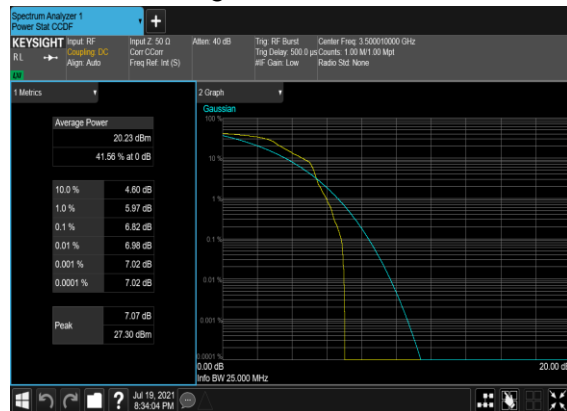 Spectrum Analyzer 1
Power Stat CCDF
KEYSIGHT
Input: RF
Coupling: DC
Align: Auto
Input Z: 50 Ω
Corr CCorr
Freq Ref: Int (S)
Atten: 40 dB
Trig: RF Burst
Trig Delay: 500.0 µs
#IF Gain: Low
Center Freq: 3.500010000 GHz
Counts: 1.00 M/1.00 Mpt
Radio Std: None
R L
1 Metrics
2 Graph
Gaussian
Average Power
20.23 dBm
41.56 % at 0 dB
10.0 % 4.60 dB
1.0 % 5.97 dB
0.1 % 6.82 dB
0.01 % 6.98 dB
0.001 % 7.02 dB
0.0001 % 7.02 dB
Peak
7.07 dB
27.30 dBm
100 %
10 %
1 %
0.1 %
0.01 %
0.001 %
0.0001 %
0.00 dB
20.00 d
Info BW 25.000 MHz
Jul 19, 2021
8:34:04 PM